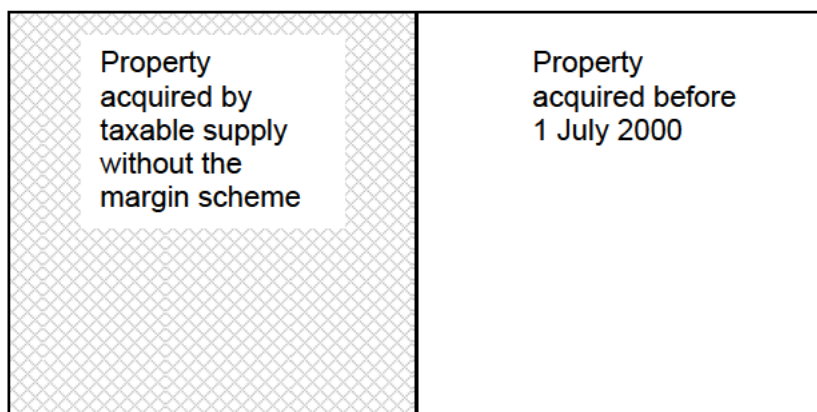 Property
acquired by
taxable supply
without the
margin scheme
Property
acquired before
1 July 2000